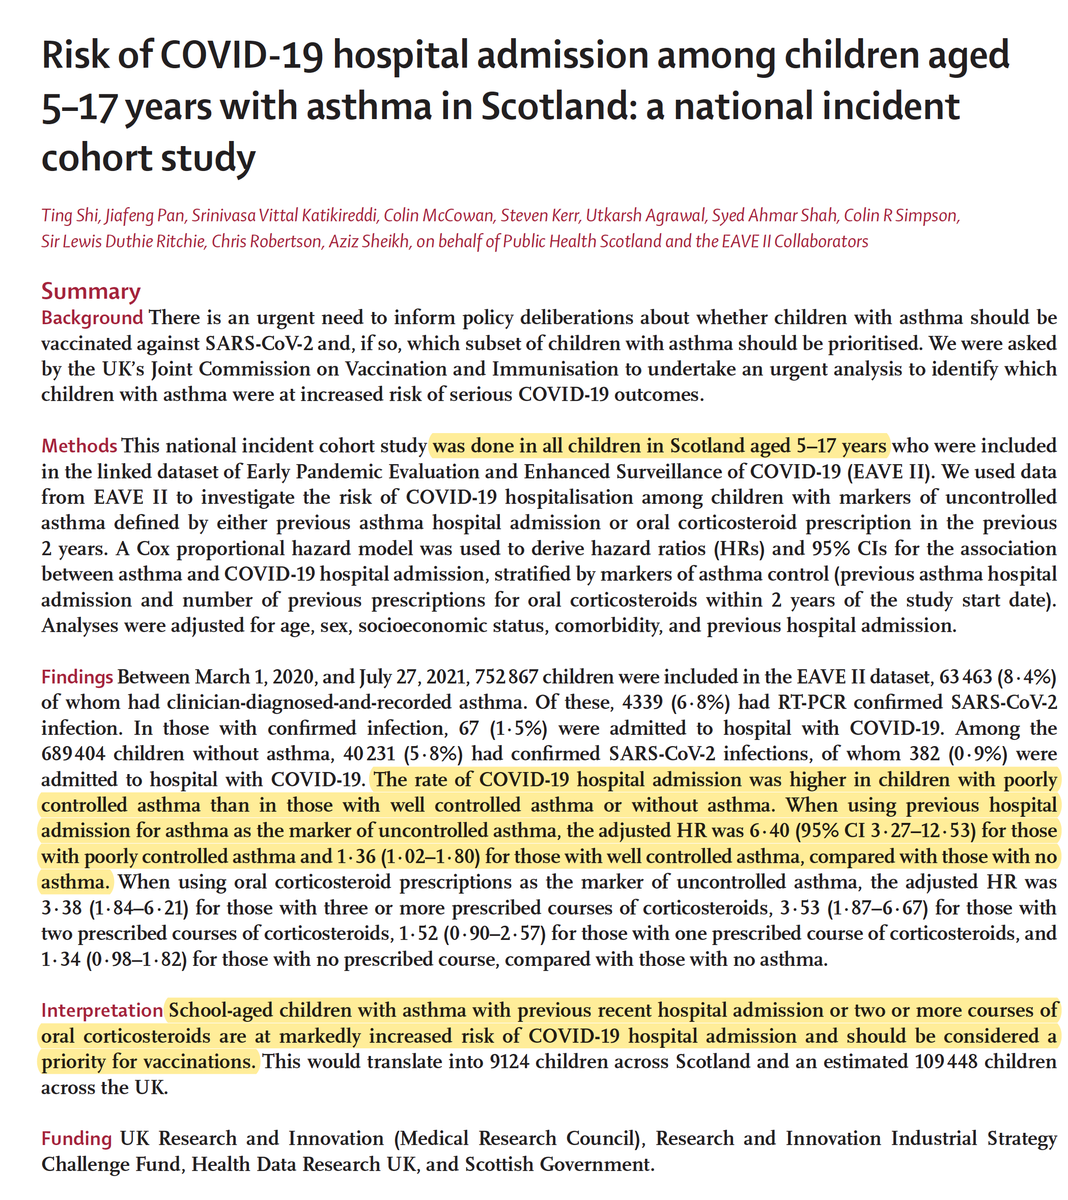 Risk of COVID-19 hospital admission among children aged
5–17 years with asthma in Scotland: a national incident
cohort study
Ting Shi, Jiafeng Pan, Srinivasa Vittal Katikireddi, Colin McCowan, Steven Kerr, Utkarsh Agrawal, Syed Ahmar Shah, Colin R Simpson,
Sir Lewis Duthie Ritchie, Chris Robertson, Aziz Sheikh, on behalf of Public Health Scotland and the EAVE II Collaborators
Summary
Background There is an urgent need to inform policy deliberations about whether children with asthma should be
vaccinated against SARS-CoV-2 and, if so, which subset of children with asthma should be prioritised. We were asked
by the UK’s Joint Commission on Vaccination and Immunisation to undertake an urgent analysis to identify which
children with asthma were at increased risk of serious COVID-19 outcomes.
Methods This national incident cohort study was done in all children in Scotland aged 5–17 years who were included
in the linked dataset of Early Pandemic Evaluation and Enhanced Surveillance of COVID-19 (EAVE II). We used data
from EAVE II to investigate the risk of COVID-19 hospitalisation among children with markers of uncontrolled
asthma defined by either previous asthma hospital admission or oral corticosteroid prescription in the previous
2 years. A Cox proportional hazard model was used to derive hazard ratios (HRs) and 95% CIs for the association
between asthma and COVID-19 hospital admission, stratified by markers of asthma control (previous asthma hospital
admission and number of previous prescriptions for oral corticosteroids within 2 years of the study start date).
Analyses were adjusted for age, sex, socioeconomic status, comorbidity, and previous hospital admission.
Findings Between March 1, 2020, and July 27, 2021, 752 867 children were included in the EAVE II dataset, 63 463 (8·4%)
of whom had clinician-diagnosed-and-recorded asthma. Of these, 4339 (6·8%) had RT-PCR confirmed SARS-CoV-2
infection. In those with confirmed infection, 67 (1·5%) were admitted to hospital with COVID-19. Among the
689 404 children without asthma, 40 231 (5·8%) had confirmed SARS-CoV-2 infections, of whom 382 (0·9%) were
admitted to hospital with COVID-19. The rate of COVID-19 hospital admission was higher in children with poorly
controlled asthma than in those with well controlled asthma or without asthma. When using previous hospital
admission for asthma as the marker of uncontrolled asthma, the adjusted HR was 6·40 (95% CI 3·27–12·53) for those
with poorly controlled asthma and 1·36 (1·02–1·80) for those with well controlled asthma, compared with those with no
asthma. When using oral corticosteroid prescriptions as the marker of uncontrolled asthma, the adjusted HR was
3·38 (1·84–6·21) for those with three or more prescribed courses of corticosteroids, 3·53 (1·87–6·67) for those with
two prescribed courses of corticosteroids, 1·52 (0·90–2·57) for those with one prescribed course of corticosteroids, and
1·34 (0·98–1·82) for those with no prescribed course, compared with those with no asthma.
Interpretation School-aged children with asthma with previous recent hospital admission or two or more courses of
oral corticosteroids are at markedly increased risk of COVID-19 hospital admission and should be considered a
priority for vaccinations. This would translate into 9124 children across Scotland and an estimated 109 448 children
across the UK.
Funding UK Research and Innovation (Medical Research Council), Research and Innovation Industrial Strategy
Challenge Fund, Health Data Research UK, and Scottish Government.